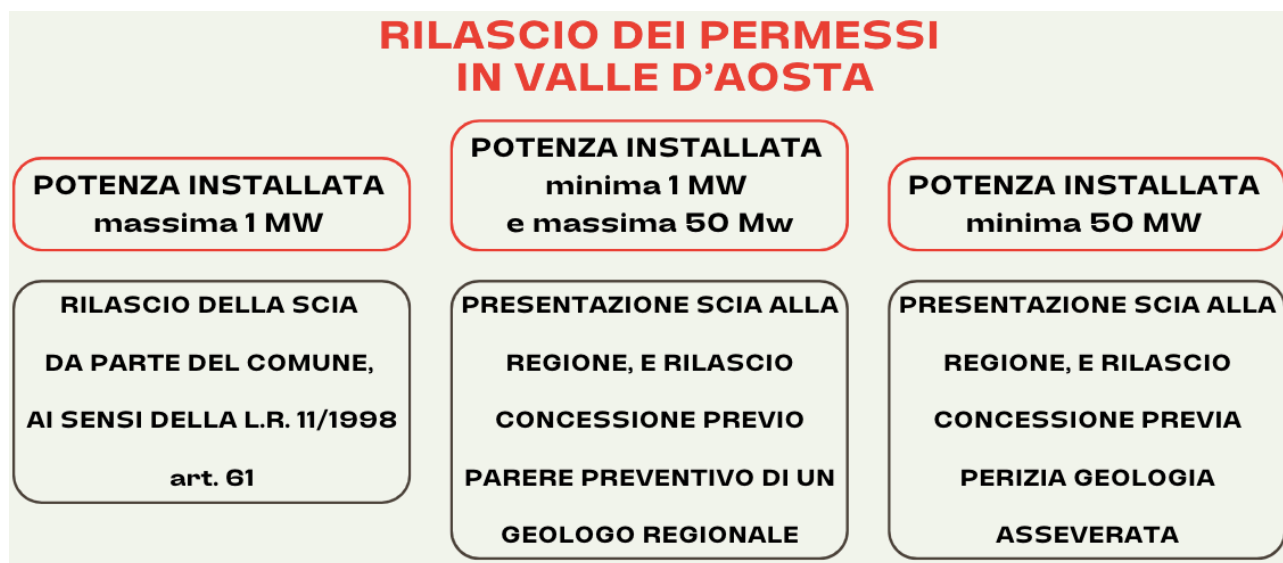 RILASCIO DEI PERMESSI
IN VALLE D'AOSTA
POTENZA INSTALLATA
massima 1 MW
RILASCIO DELLA SCIA
DA PARTE DEL COMUNE,
AI SENSI DELLA L.R. 11/1998
art. 61
POTENZA INSTALLATA
minima 1 MW
e massima 50 Mw
PRESENTAZIONE SCIA ALLA
REGIONE, E RILASCIO
CONCESSIONE PREVIO
PARERE PREVENTIVO DI UN
GEOLOGO REGIONALE
POTENZA INSTALLATA
minima 50 MW
PRESENTAZIONE SCIA ALLA
REGIONE, E RILASCIO
CONCESSIONE PREVIA
PERIZIA GEOLOGIA
ASSEVERATA